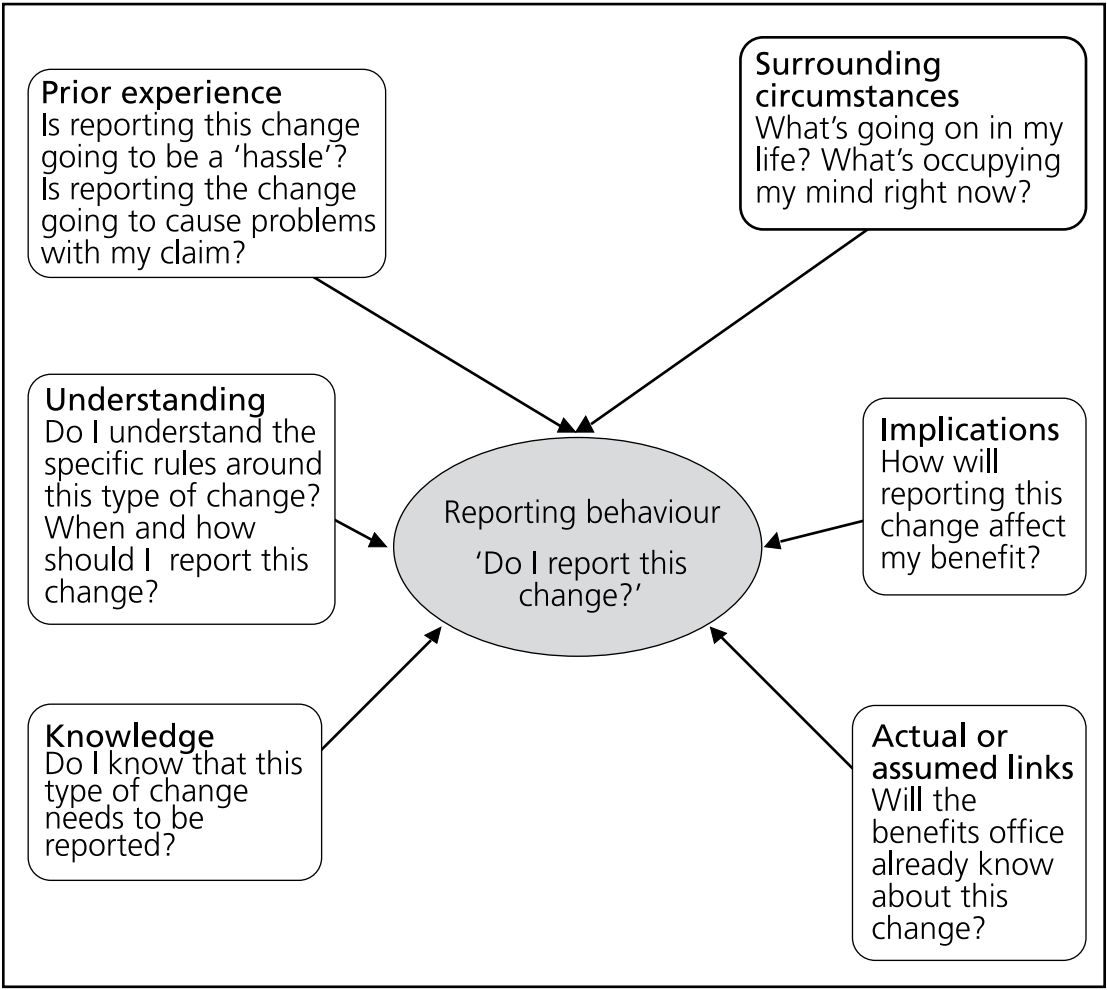 Prior experience
Is reporting this change
going to be a ‘hassle’?
Is reporting the change
going to cause problems
with my claim?
Surrounding
circumstances
What’s going on in my
life? What’s occupying
my mind right now?
Understanding
Do I understand the
specific rules around
this type of change?
When and how
should I report this
change?
Reporting behaviour
‘Do I report this
change?’
Implications
How will
reporting this
change affect
my benefit?
Knowledge
Do I know that this
type of change
needs to be
reported?
Actual or
assumed links
Will the
benefits office
already know
about this
change?